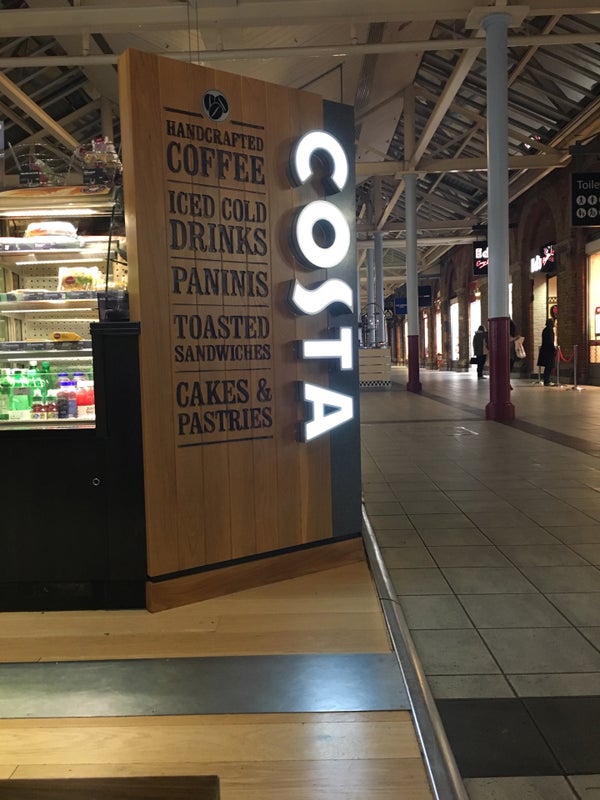 HANDCRAFTED
COFFEE
ICED COLD
DRINKS
PANINIS
TOASTED
SANDWICHES
CAKES &
PASTRIES
COSTA